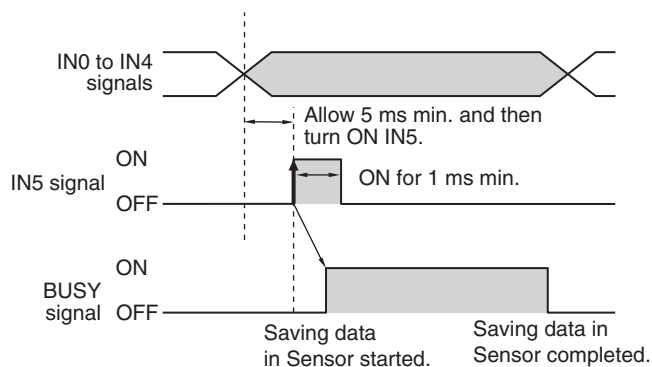 IN0 to IN4
signals
Allow 5 ms min. and then
turn ON IN5.
ON
IN5 signal
ON for 1 ms min.
OFF
ON
BUSY
signal
OFF
Saving data
in Sensor started.
Saving data in
Sensor completed.